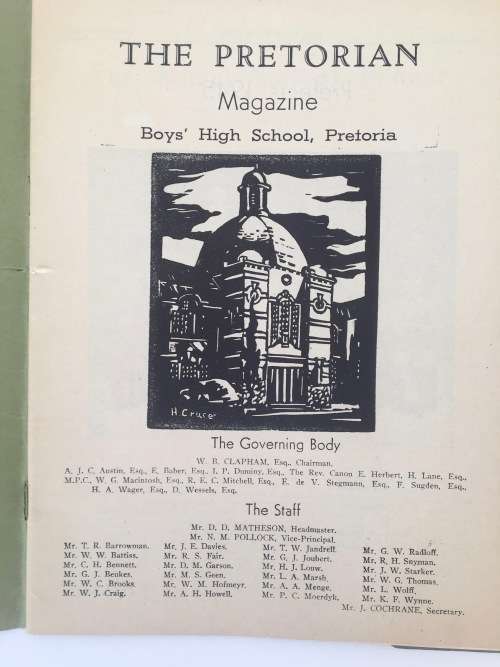 THE PRETORIAN
Magazine
Boys' High School, Pretoria
H. Cruse
The Governing Body
W. B. CLAPHAM, Esq., Chairman.
A. J. C. Austin, Esq., E. Baber, Esq., I. P. Duminy, Esq., The Rev. Canon E. Herbert, H. Lane, Esq.,
M.P.C., W. G. Macintosh, Esq., R. E. C. Mitchell, Esq., E. de V. Stegmann, Esq., F. Sugden, Esq.,
H. A. Wager, Esq., D. Wessels, Esq.
The Staff
Mr. D. D. MATHESON, Headmaster.
Mr. N. M. POLLOCK, Vice-Principal.
Mr. T. R. Barrowman.
Mr. W. W. Battiss.
Mr. C. H. Bennett.
Mr. G. J. Beukes.
Mr. W. C. Brooks.
Mr. W. J. Craig.
Mr. J. E. Davies.
Mr. R. S. Fair.
Mr. D. M. Garson.
Mr. M. S. Geen.
Mr. W. M. Hofmeyr.
Mr. A. H. Howell.
Mr. T. W. Jandrell.
Mr. G. J. Joubert.
Mr. H. J. Louw.
Mr. L. A. Marsh.
Mr. A. A. Menge.
Mr. P. C. Moerdyk.
Mr. G. W. Radloff.
Mr. R. H. Snyman.
Mr. J. W. Starker.
Mr. W. G. Thomas.
Mr. L. Wolff.
Mr. K. F. Wynne.
Mr. J. COCHRANE, Secretary.